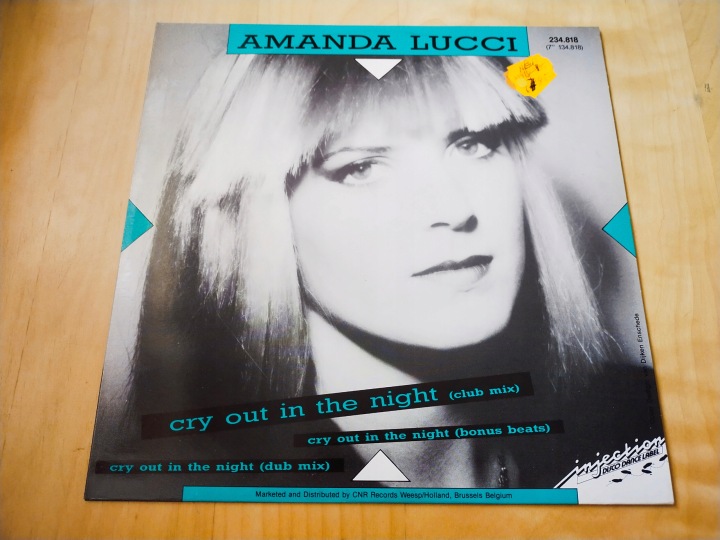 AMANDA LUCCI
234.818
(7" 134.818)
cry out in the night (club mix)
cry out in the night (bonus beats)
cry out in the night (dub mix)
injection
DISCO DANCE LABEL
Marketed and Distributed by CNR Records Weesp/Holland, Brussels Belgium
Dyken Enschede